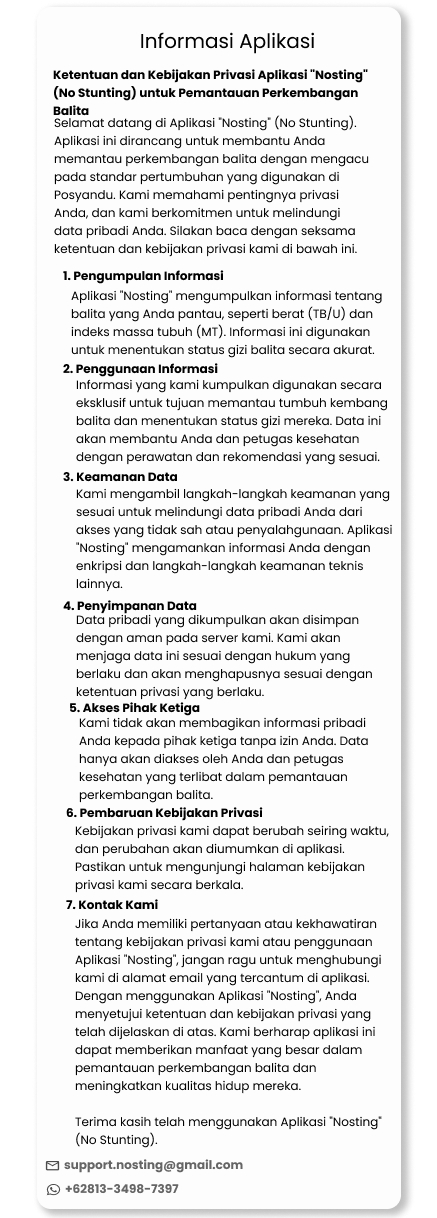 Informasi Aplikasi
Ketentuan dan Kebijakan Privasi Aplikasi "Nosting"
(No Stunting) untuk Pemantauan Perkembangan
Balita
Selamat datang di Aplikasi "Nosting" (No Stunting).
Aplikasi ini dirancang untuk membantu Anda
memantau perkembangan balita dengan mengacu
pada standar pertumbuhan yang digunakan di
Posyandu. Kami memahami pentingnya privasi
Anda, dan kami berkomitmen untuk melindungi
data pribadi Anda. Silakan baca dengan seksama
ketentuan dan kebijakan privasi kami di bawah ini.
1. Pengumpulan Informasi
Aplikasi "Nosting" mengumpulkan informasi tentang
balita yang Anda pantau, seperti berat (TB/U) dan
indeks massa tubuh (MT). Informasi ini digunakan
untuk menentukan status gizi balita secara akurat.
2. Penggunaan Informasi
Informasi yang kami kumpulkan digunakan secara
eksklusif untuk tujuan memantau tumbuh kembang
balita dan menentukan status gizi mereka. Data ini
akan membantu Anda dan petugas kesehatan
dengan perawatan dan rekomendasi yang sesuai.
3. Keamanan Data
Kami mengambil langkah-langkah keamanan yang
sesuai untuk melindungi data pribadi Anda dari
akses yang tidak sah atau penyalahgunaan. Aplikasi
"Nosting" mengamankan informasi Anda dengan
enkripsi dan langkah-langkah keamanan teknis
lainnya.
4. Penyimpanan Data
Data pribadi yang dikumpulkan akan disimpan
dengan aman pada server kami. Kami akan
menjaga data ini sesuai dengan hukum yang
berlaku dan akan menghapusnya sesuai dengan
ketentuan privasi yang berlaku.
5. Akses Pihak Ketiga
Kami tidak akan membagikan informasi pribadi
Anda kepada pihak ketiga tanpa izin Anda. Data
hanya akan diakses oleh Anda dan petugas
kesehatan yang terlibat dalam pemantauan
perkembangan balita.
6. Pembaruan Kebijakan Privasi
Kebijakan privasi kami dapat berubah seiring waktu,
dan perubahan akan diumumkan di aplikasi.
Pastikan untuk mengunjungi halaman kebijakan
privasi kami secara berkala.
7. Kontak Kami
Jika Anda memiliki pertanyaan atau kekhawatiran
tentang kebijakan privasi kami atau penggunaan
Aplikasi "Nosting", jangan ragu untuk menghubungi
kami di alamat email yang tercantum di aplikasi.
Dengan menggunakan Aplikasi "Nosting", Anda
menyetujui ketentuan dan kebijakan privasi yang
telah dijelaskan di atas. Kami berharap aplikasi ini
dapat memberikan manfaat yang besar dalam
pemantauan perkembangan balita dan
meningkatkan kualitas hidup mereka.
Terima kasih telah menggunakan Aplikasi "Nosting"
(No Stunting).
support.nosting@gmail.com
+62813-3498-7397